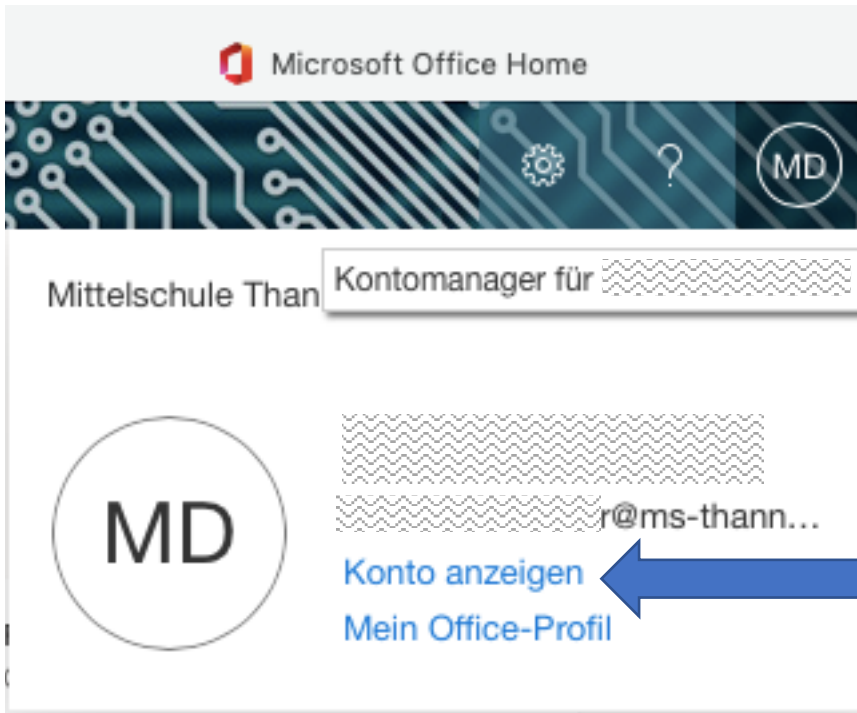 Microsoft Office Home
?
MD
Mittelschule Than
Kontomanager für
MD
r@ms-thann...
Konto anzeigen
Mein Office-Profil